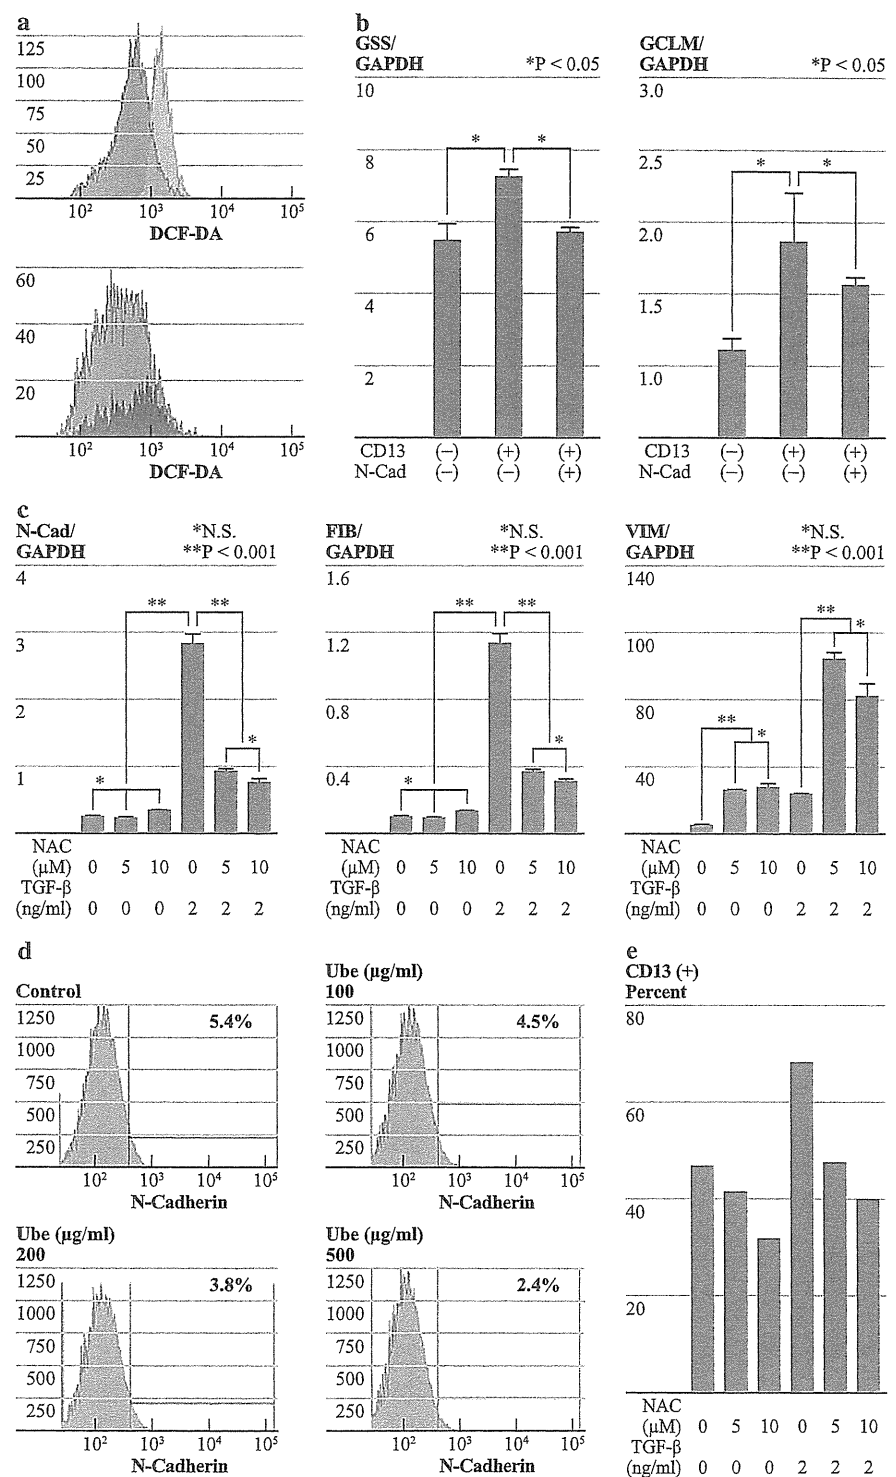 a
125
100
75
50
25
10² 10³ 10⁴ 10⁵
DCF-DA
60
40
20
10² 10³ 10⁴ 10⁵
DCF-DA
b
GSS/
GAPDH *P < 0.05
10
8
6
4
2
* *
CD13 (−) (+) (+)
N-Cad (−) (−) (+)
GCLM/
GAPDH *P < 0.05
3.0
2.5
2.0
1.5
1.0
* *
(−) (+) (+)
(−) (−) (+)
c
N-Cad/ *N.S.
GAPDH **P < 0.001
4
3
2
1
** **
* *
NAC
(μM) 0 5 10 0 5 10
TGF-β
(ng/ml) 0 0 0 2 2 2
FIB/ *N.S.
GAPDH **P < 0.001
1.6
1.2
0.8
0.4
** **
* *
NAC
(μM) 0 5 10 0 5 10
TGF-β
(ng/ml) 0 0 0 2 2 2
VIM/ *N.S.
GAPDH **P < 0.001
140
100
80
40
** *
** *
NAC
(μM) 0 5 10 0 5 10
TGF-β
(ng/ml) 0 0 0 2 2 2
d
Control
1250
1000
750
500
250
5.4%
10² 10³ 10⁴ 10⁵
N-Cadherin
Ube (μg/ml)
100
1250
1000
750
500
250
4.5%
10² 10³ 10⁴ 10⁵
N-Cadherin
Ube (μg/ml)
200
1250
1000
750
500
250
3.8%
10² 10³ 10⁴ 10⁵
N-Cadherin
Ube (μg/ml)
500
1250
1000
750
500
250
2.4%
10² 10³ 10⁴ 10⁵
N-Cadherin
e
CD13 (+)
Percent
80
60
40
20
NAC
(μM) 0 5 10 0 5 10
TGF-β
(ng/ml) 0 0 0 2 2 2